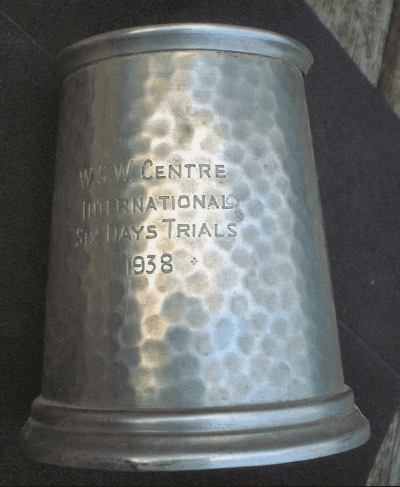 W.S.W. CENTRE
INTERNATIONAL
SIX DAYS TRIALS
1938